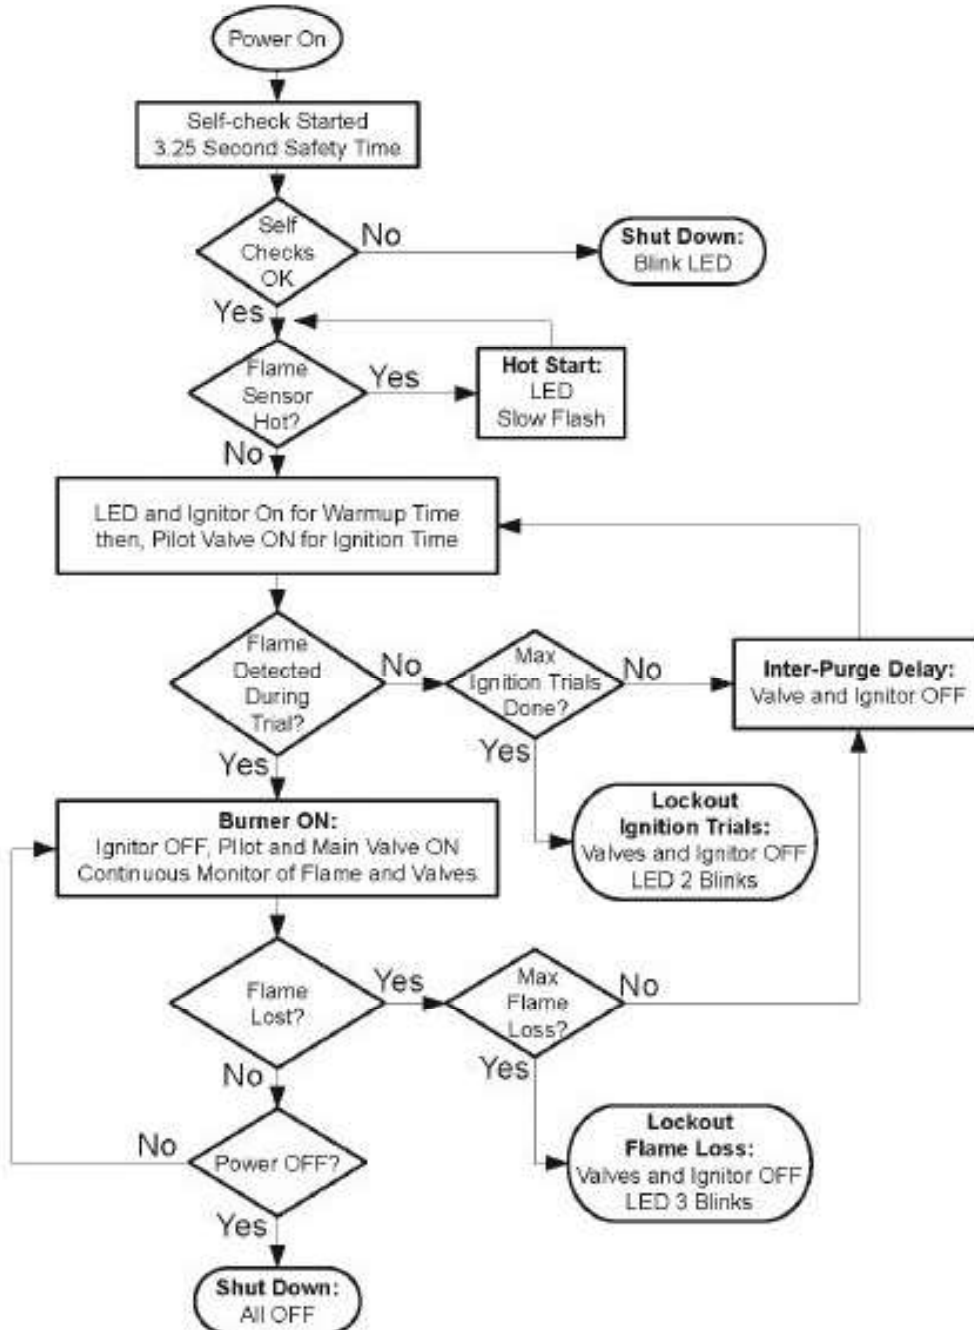 Power On
Self-check Started
3.25 Second Safety Time
Self
Checks
OK
No
Shut Down:
Blink LED
Yes
Flame
Sensor
Hot?
Yes
Hot Start:
LED
Slow Flash
No
LED and Ignitor On for Warmup Time
then, Pilot Valve ON for Ignition Time
Flame
Detected
During
Trial?
No
Max
Ignition Trials
Done?
No
Inter-Purge Delay:
Valve and Ignitor OFF
Yes
Yes
Lockout
Ignition Trials:
Valves and Ignitor OFF
LED 2 Blinks
Burner ON:
Ignitor OFF, Pilot and Main Valve ON
Continuous Monitor of Flame and Valves.
Flame
Lost?
Yes
Max
Flame
Loss?
No
No
Yes
Lockout
Flame Loss:
Valves and Ignitor OFF
LED 3 Blinks
Power OFF?
No
Yes
Shut Down:
All OFF